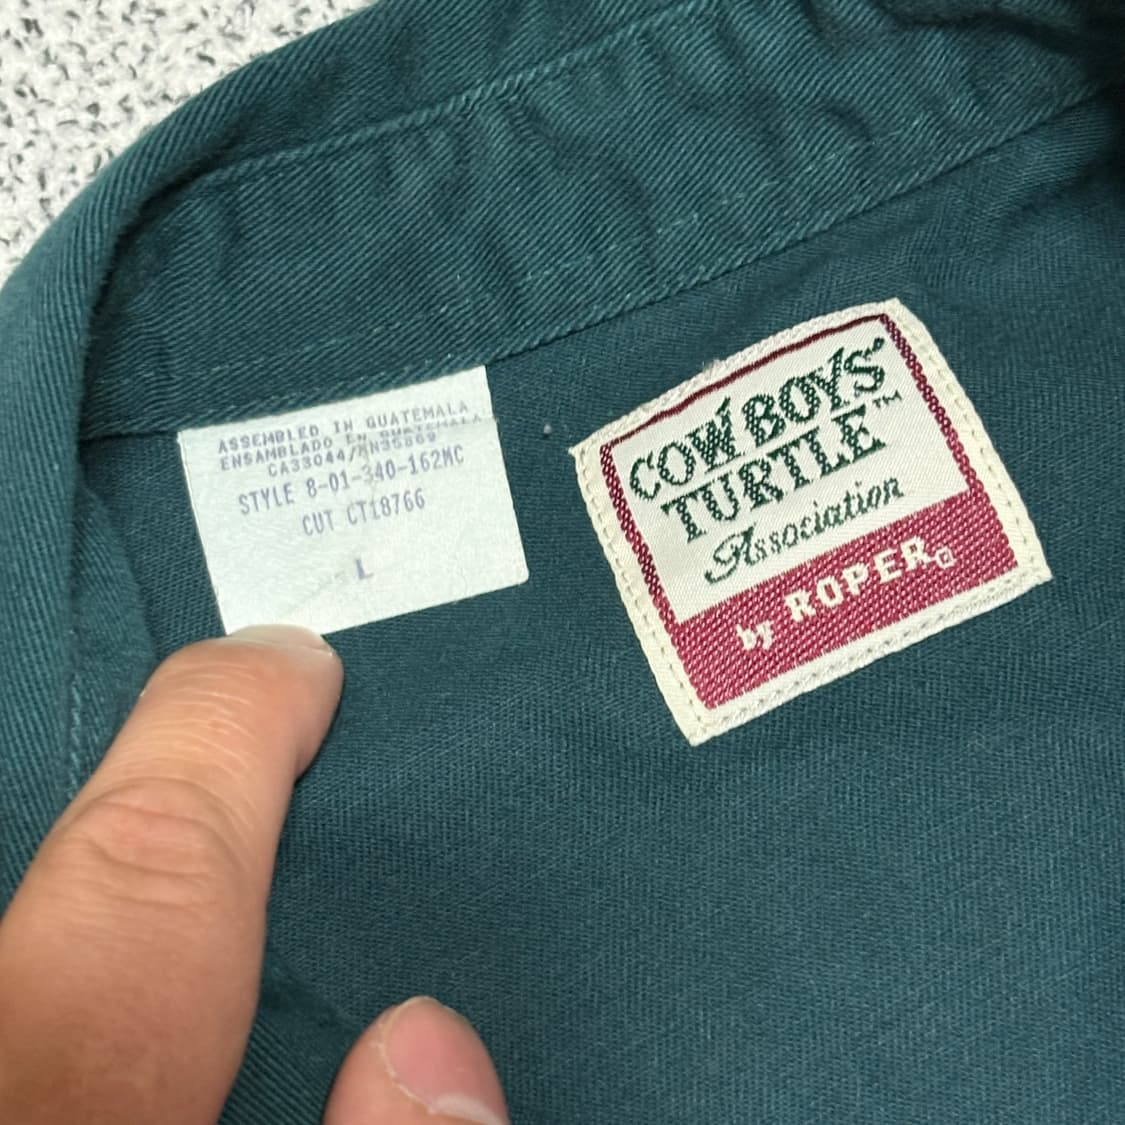 ASSEMBLED IN GUATEMALA
ENSAMBLADO EN GUATEMALA
CA33044/RN35869
STYLE 8-01-340-162MC
CUT CT18766
L
COWBOYS'
TURTLE™
Association
by ROPER®